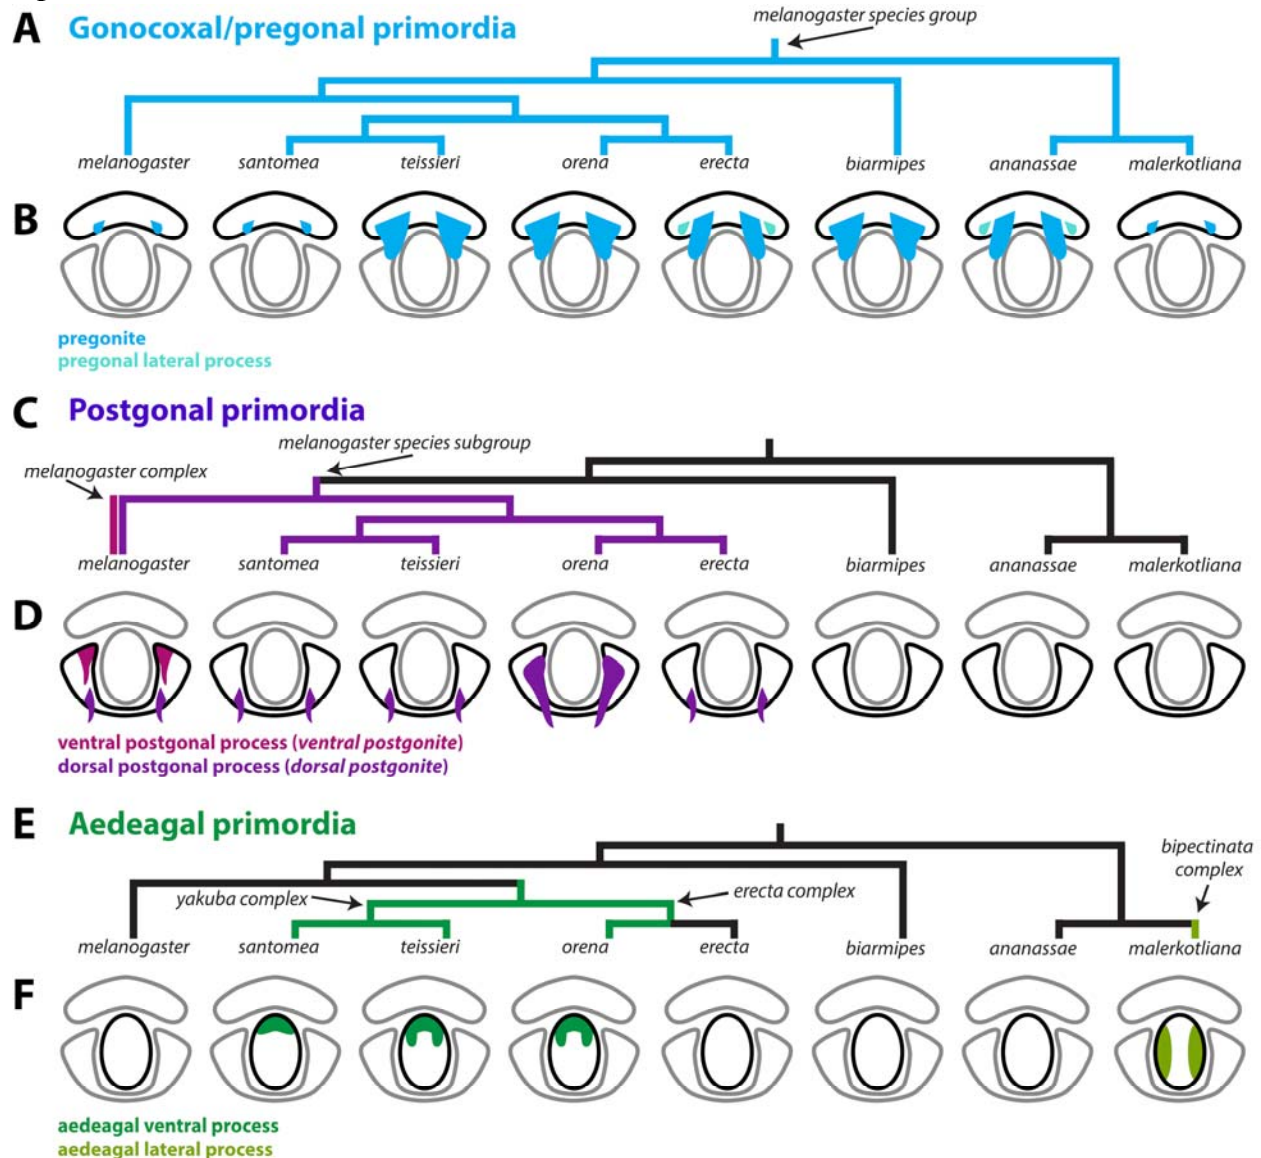 A Gonocoxal/pregonal primordia
melanogaster species group
melanogaster santomea teissieri orena erecta biarmipes ananassae malerkotliana
B
pregonite
pregonal lateral process
C Postgonal primordia
melanogaster species subgroup
melanogaster complex
melanogaster santomea teissieri orena erecta biarmipes ananassae malerkotliana
D
ventral postgonal process (ventral postgonite)
dorsal postgonal process (dorsal postgonite)
E Aedeagal primordia
bipectinata
complex
yakuba complex
erecta complex
melanogaster santomea teissieri orena erecta biarmipes ananassae malerkotliana
F
aedeagal ventral process
aedeagal lateral process